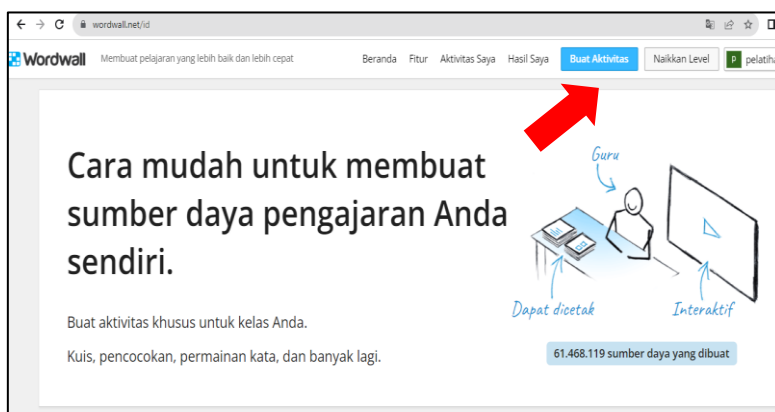 wordwall.net/id
Wordwall Membuat pelajaran yang lebih baik dan lebih cepat Beranda Fitur Aktivitas Saya Hasil Saya Buat Aktivitas Naikkan Level P pelatiha
Cara mudah untuk membuat
sumber daya pengajaran Anda
sendiri.
Buat aktivitas khusus untuk kelas Anda.
Kuis, pencocokan, permainan kata, dan banyak lagi.
Guru
Dapat dicetak
Interaktif
61.468.119 sumber daya yang dibuat